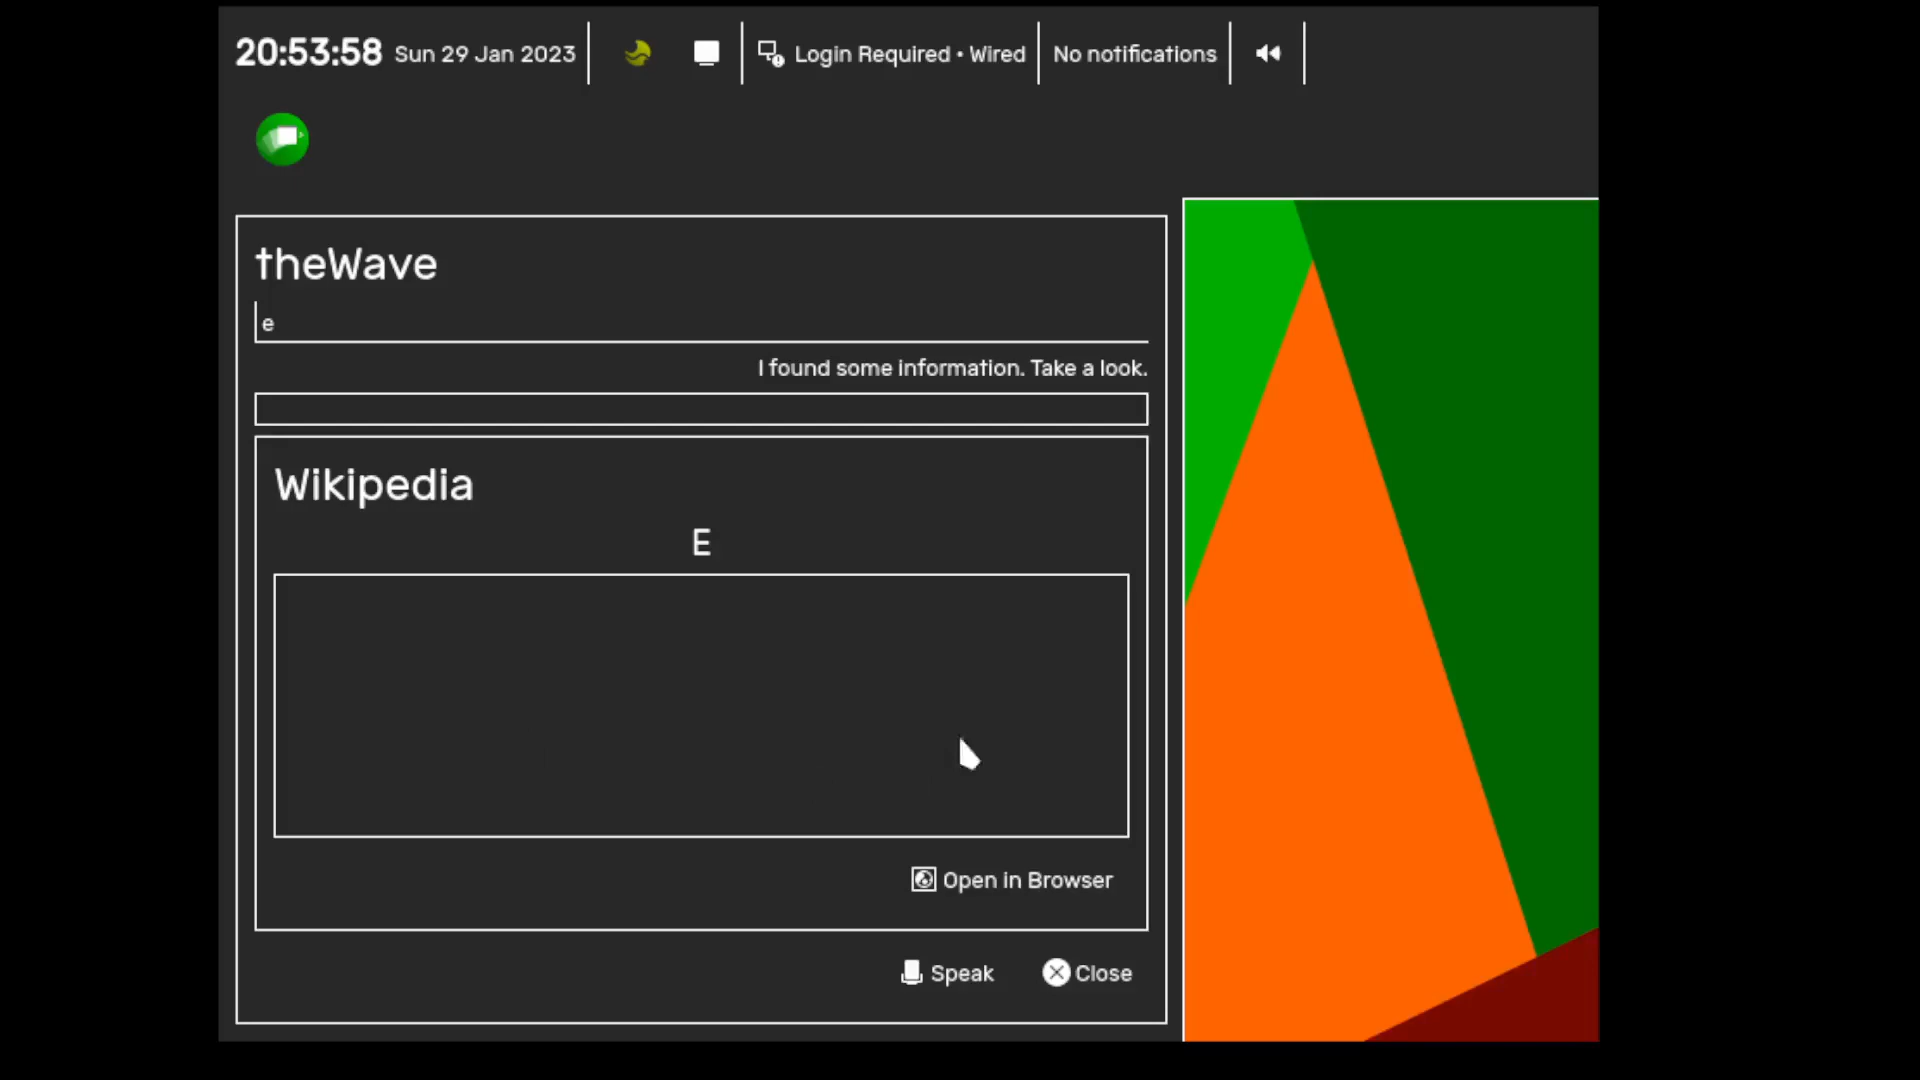 20:53:58 Sun 29 Jan 2023 Login Required • Wired No notifications
theWave
e
I found some information. Take a look.
Wikipedia
E
Open in Browser
Speak Close